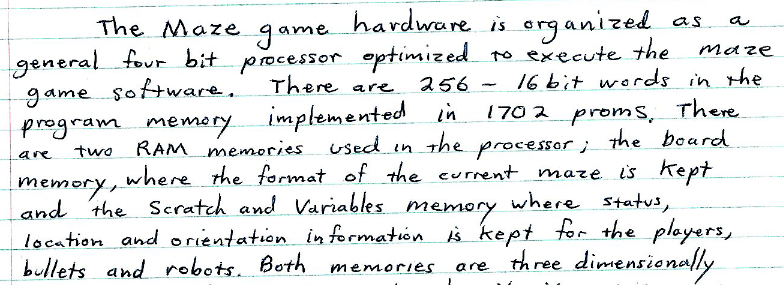 The Maze game hardware is organized as a
general four bit processor optimized to execute the maze
game software. There are 256 - 16 bit words in the
program memory implemented in 1702 proms. There
are two RAM memories used in the processor; the board
memory, where the format of the current maze is kept
and the Scratch and Variables memory where status,
location and orientation information is kept for the players,
bullets and robots. Both memories are three dimensionally